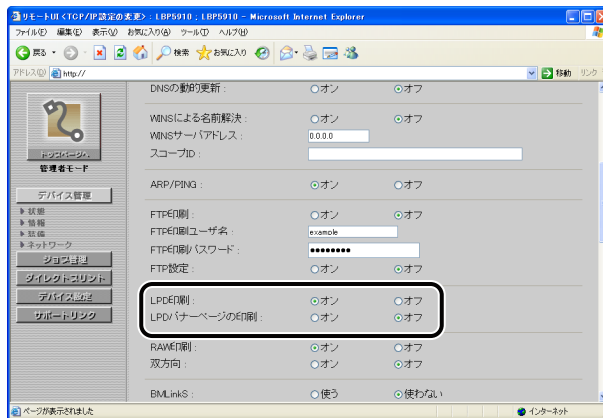 リモートUI <TCP/IP設定の変更> : LBP5910 ; LBP5910 - Microsoft Internet Explorer
ファイル(F) 編集(E) 表示(V) お気に入り(A) ツール(T) ヘルプ(H)
戻る 検索 お気に入り
アドレス(D) http:// 移動 リンク
トップページへ
管理者モード
デバイス管理
状態
情報
装備
ネットワーク
ジョブ管理
ダイレクトプリント
デバイス設定
サポートリンク
DNSの動的更新 : オン オフ
WINSによる名前解決 : オン オフ
WINSサーバアドレス : 0.0.0.0
スコープID :
ARP/PING : オン オフ
FTP印刷 : オン オフ
FTP印刷ユーザ名 : example
FTP印刷パスワード : ●●●●●●●●
FTP設定 : オン オフ
LPD印刷 : オン オフ
LPDバナーページの印刷 : オン オフ
RAW印刷 : オン オフ
双方向 : オン オフ
BMLinkS : 使う 使わない
ページが表示されました インターネット